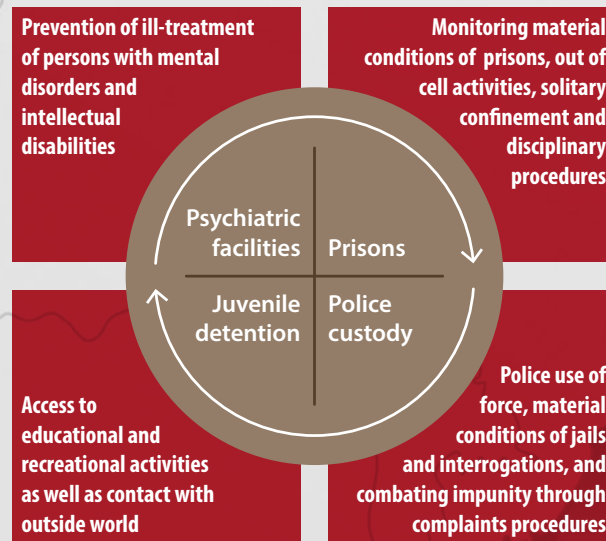 Prevention of ill-treatment
of persons with mental
disorders and
intellectual
disabilities
Monitoring material
conditions of prisons, out of
cell activities, solitary
confinement and
disciplinary
procedures
Psychiatric
facilities
Prisons
Juvenile
detention
Police
custody
Access to
educational and
recreational activities
as well as contact with
outside world
Police use of
force, material
conditions of jails
and interrogations, and
combating impunity through
complaints procedures